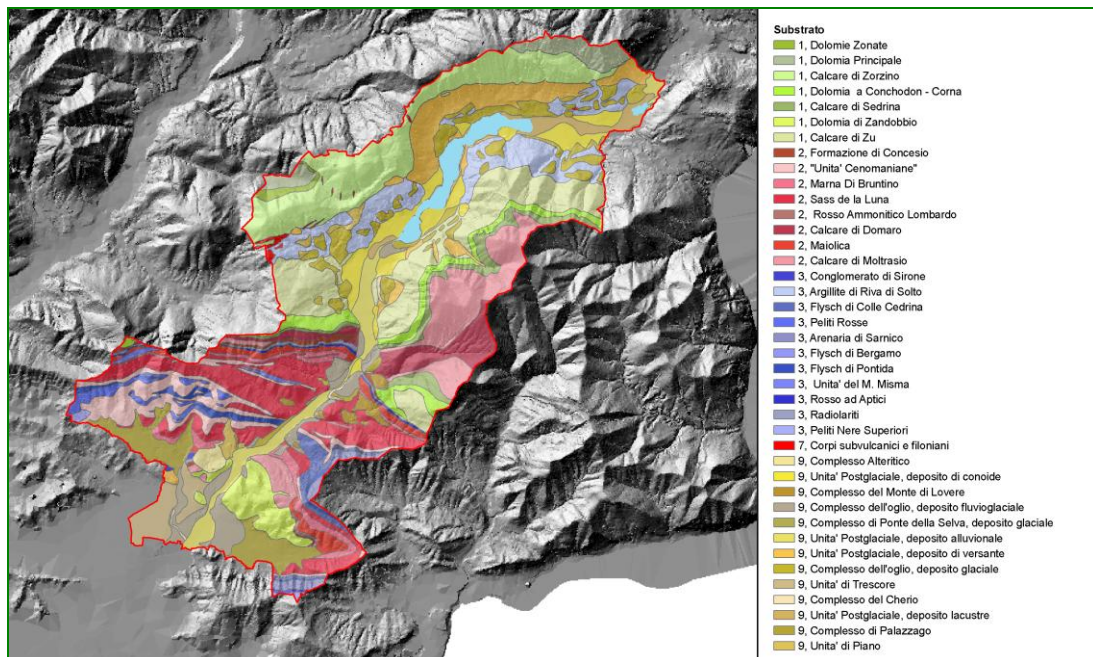 Substrato
1, Dolomie Zonate
1, Dolomia Principale
1, Calcare di Zorzino
1, Dolomia a Conchodon - Corna
1, Calcare di Sedrina
1, Dolomia di Zandobbio
1, Calcare di Zu
2, Formazione di Concesio
2, "Unita' Cenomaniane"
2, Marna Di Bruntino
2, Sass de la Luna
2, Rosso Ammonitico Lombardo
2, Calcare di Domaro
2, Maiolica
2, Calcare di Moltrasio
3, Conglomerato di Sirone
3, Argillite di Riva di Solto
3, Flysch di Colle Cedrina
3, Peliti Rosse
3, Arenaria di Sarnico
3, Flysch di Bergamo
3, Flysch di Pontida
3, Unita' del M. Misma
3, Rosso ad Aptici
3, Radiolariti
3, Peliti Nere Superiori
7, Corpi subvulcanici e filoniani
9, Complesso Alteritico
9, Unita' Postglaciale, deposito di conoide
9, Complesso del Monte di Lovere
9, Complesso dell'oglio, deposito fluvioglaciale
9, Complesso di Ponte della Selva, deposito glaciale
9, Unita' Postglaciale, deposito alluvionale
9, Unita' Postglaciale, deposito di versante
9, Complesso dell'oglio, deposito glaciale
9, Unita' di Trescore
9, Complesso del Cherio
9, Unita' Postglaciale, deposito lacustre
9, Complesso di Palazzago
9, Unita' di Piano